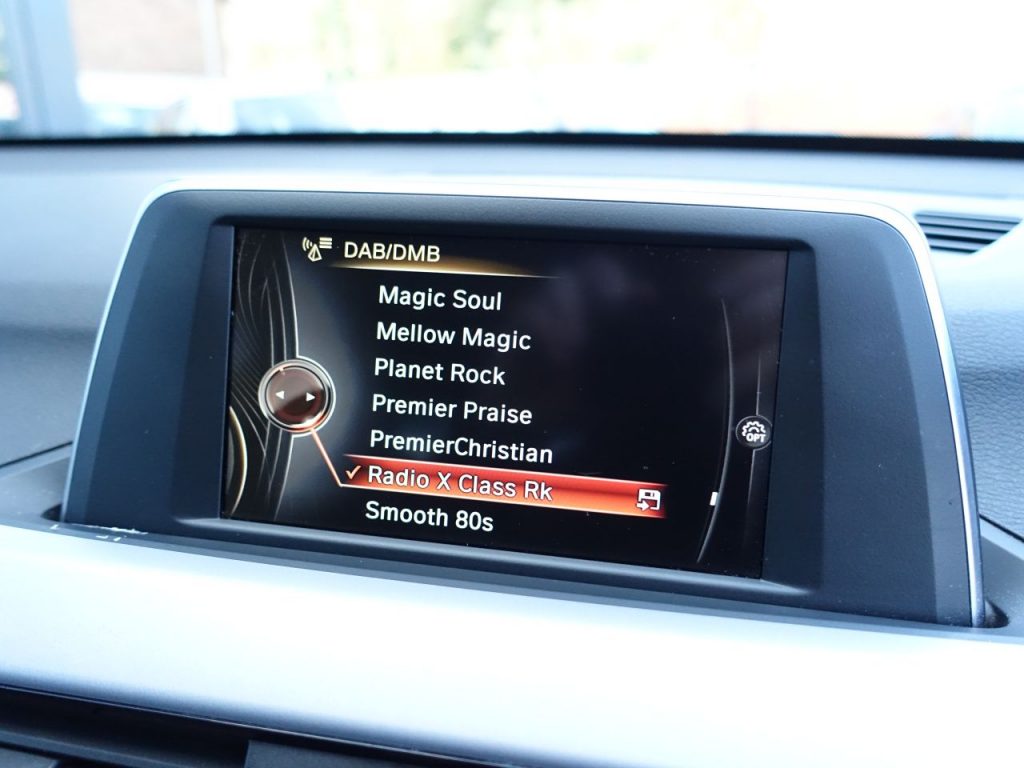 DAB/DMB
Magic Soul
Mellow Magic
Planet Rock
Premier Praise
PremierChristian
Radio X Class Rk
Smooth 80s
OPT